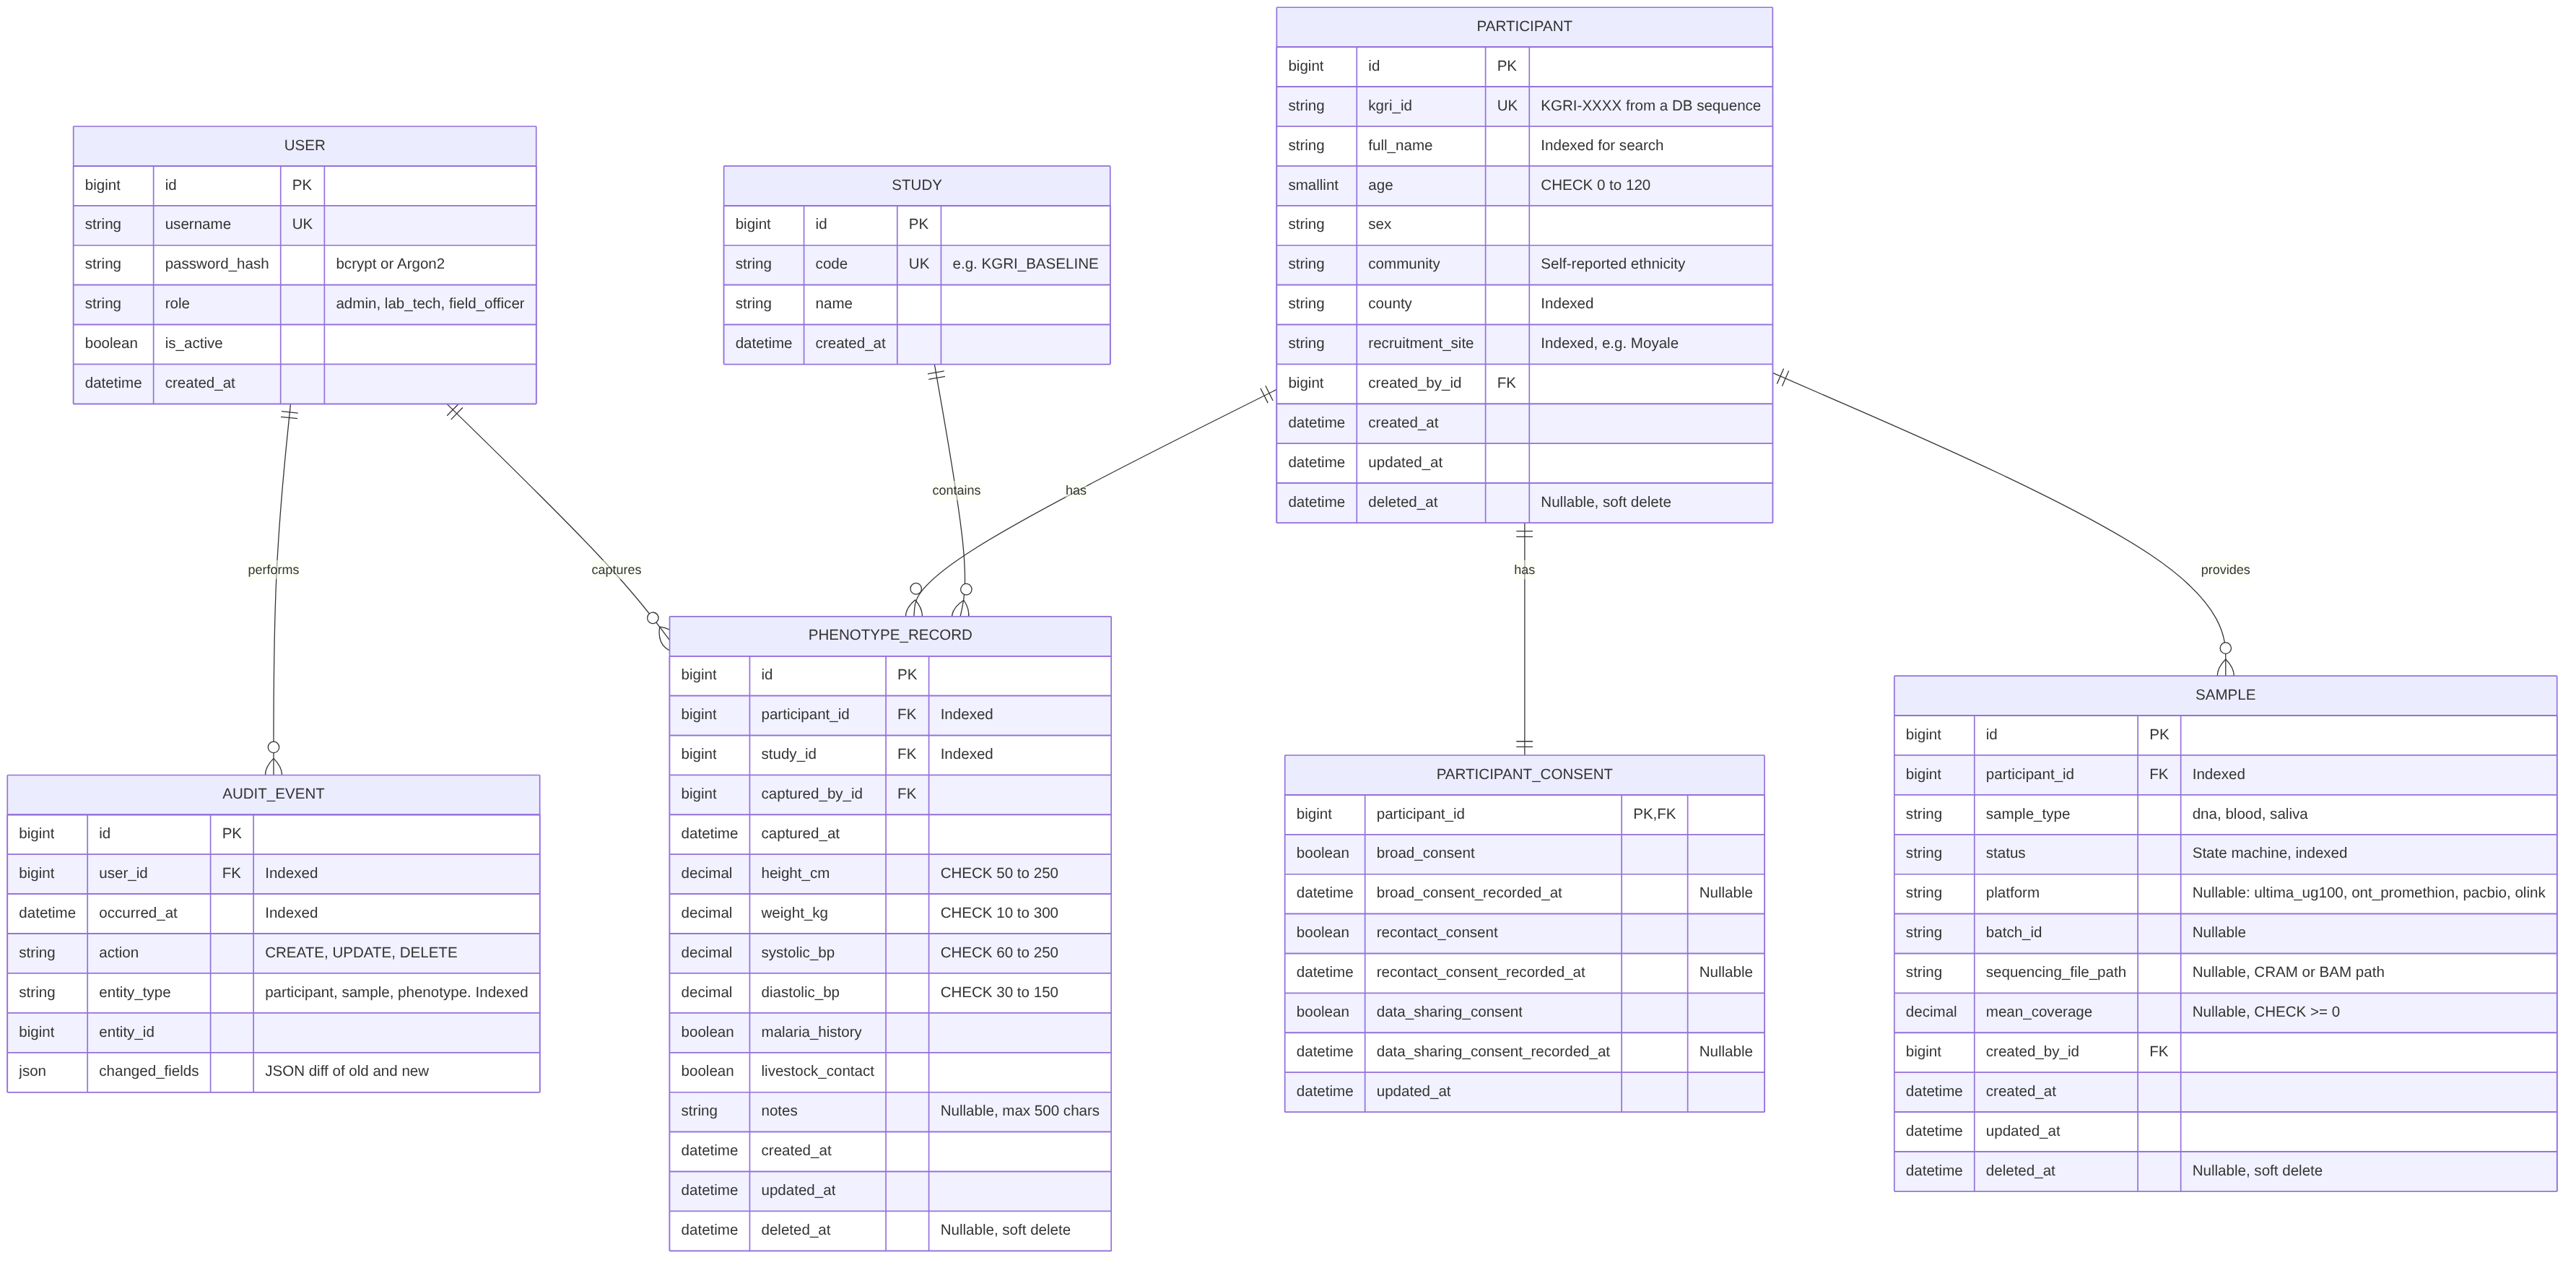 PARTICIPANT
bigint id PK
string kgri_id UK KGRI-XXXX from a DB sequence
string full_name Indexed for search
smallint age CHECK 0 to 120
string sex
string community Self-reported ethnicity
string county Indexed
string recruitment_site Indexed, e.g. Moyale
bigint created_by_id FK
datetime created_at
datetime updated_at
datetime deleted_at Nullable, soft delete
USER
bigint id PK
string username UK
string password_hash bcrypt or Argon2
string role admin, lab_tech, field_officer
boolean is_active
datetime created_at
STUDY
bigint id PK
string code UK e.g. KGRI_BASELINE
string name
datetime created_at
contains
has
performs
captures
has
provides
PHENOTYPE_RECORD
bigint id PK
bigint participant_id FK Indexed
bigint study_id FK Indexed
bigint captured_by_id FK
datetime captured_at
decimal height_cm CHECK 50 to 250
decimal weight_kg CHECK 10 to 300
decimal systolic_bp CHECK 60 to 250
decimal diastolic_bp CHECK 30 to 150
boolean malaria_history
boolean livestock_contact
string notes Nullable, max 500 chars
datetime created_at
datetime updated_at
datetime deleted_at Nullable, soft delete
SAMPLE
bigint id PK
bigint participant_id FK Indexed
string sample_type dna, blood, saliva
string status State machine, indexed
string platform Nullable: ultima_ug100, ont_promethion, pacbio, olink
string batch_id Nullable
string sequencing_file_path Nullable, CRAM or BAM path
decimal mean_coverage Nullable, CHECK >= 0
bigint created_by_id FK
datetime created_at
datetime updated_at
datetime deleted_at Nullable, soft delete
PARTICIPANT_CONSENT
bigint participant_id PK,FK
boolean broad_consent
datetime broad_consent_recorded_at Nullable
boolean recontact_consent
datetime recontact_consent_recorded_at Nullable
boolean data_sharing_consent
datetime data_sharing_consent_recorded_at Nullable
datetime updated_at
AUDIT_EVENT
bigint id PK
bigint user_id FK Indexed
datetime occurred_at Indexed
string action CREATE, UPDATE, DELETE
string entity_type participant, sample, phenotype. Indexed
bigint entity_id
json changed_fields JSON diff of old and new